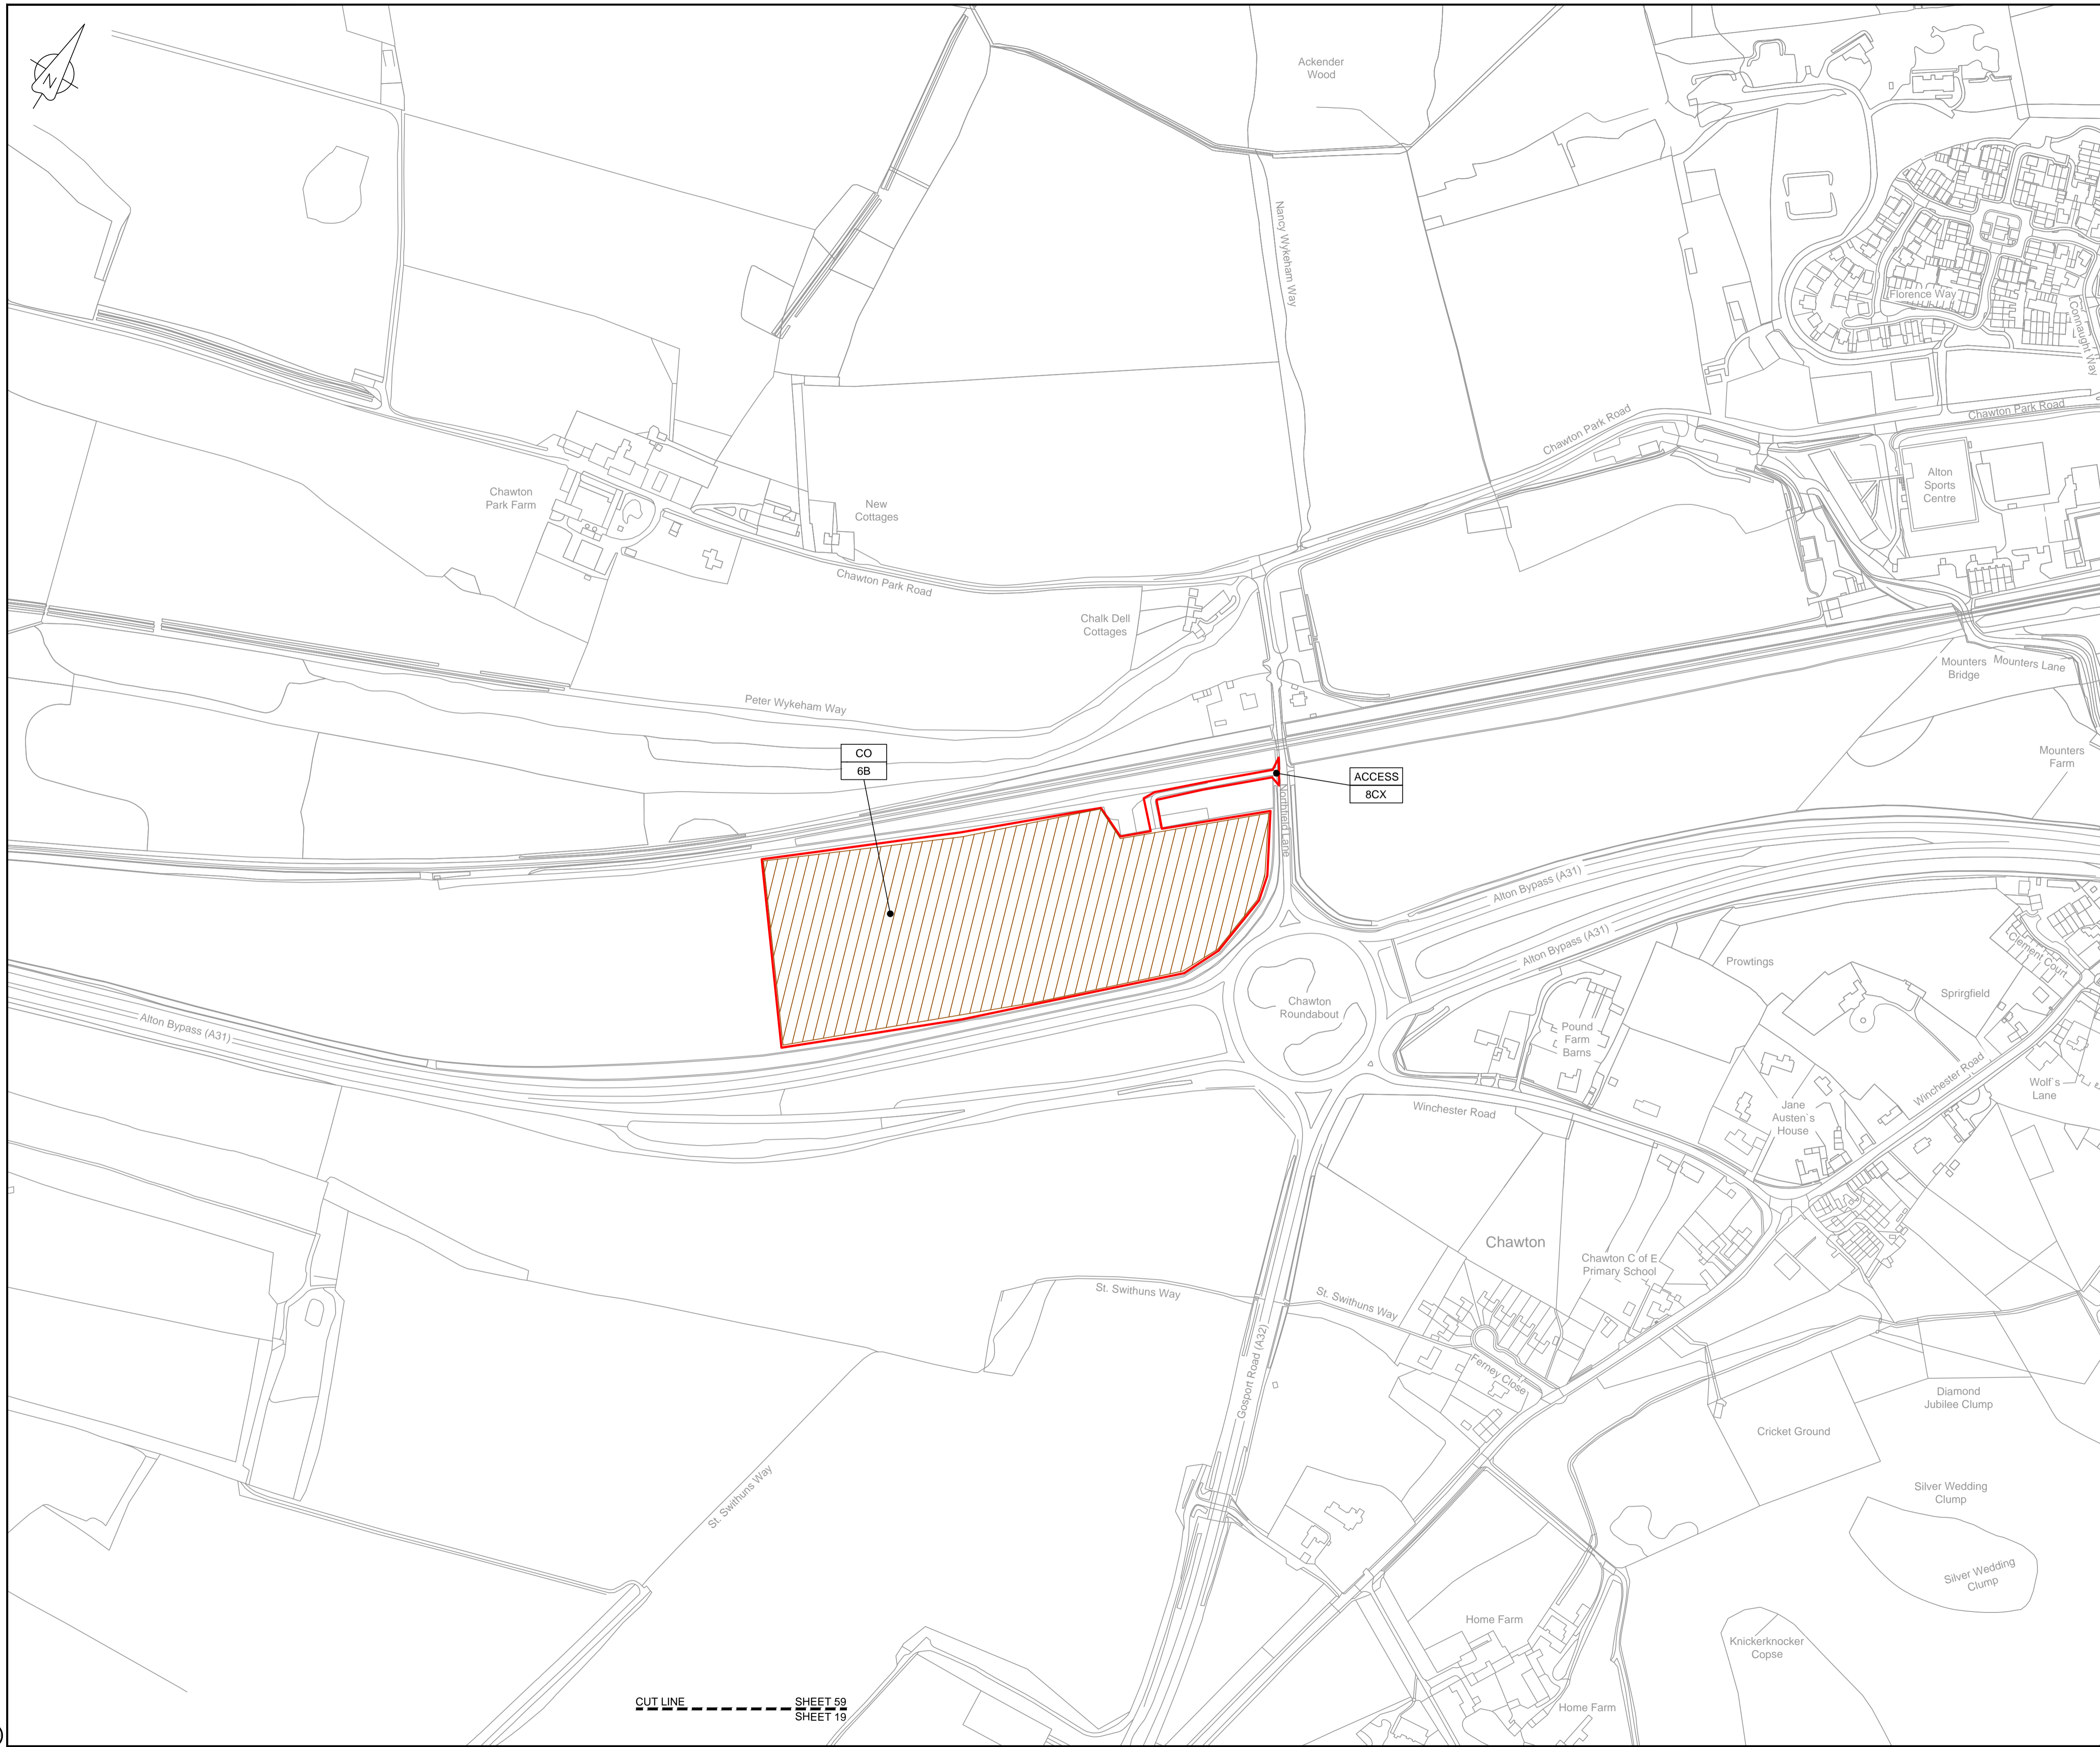 N
Ackender
Wood
Nancy Wykeham Way
Florence Way
Connaught Way
Chawton Park Road
Chawton Park Road
Alton
Sports
Centre
Chawton
Park Farm
New
Cottages
Chawton Park Road
Chalk Dell
Cottages
Mounters
Bridge
Mounters Lane
Peter Wykeham Way
CO
6B
ACCESS
8CX
Mounters
Farm
Northfield Lane
Alton Bypass (A31)
Alton Bypass (A31)
Clement Court
Prowtings
Sprirgfield
Chawton
Roundabout
Alton Bypass (A31)
Pound
Farm
Barns
Winchester Road
Wolf`s
Lane
Winchester Road
Jane
Austen`s
House
Chawton
Chawton C of E
Primary School
St. Swithuns Way
St. Swithuns Way
Gosport Road (A32)
Ferney Close
Diamond
Jubilee Clump
Cricket Ground
St. Swithuns Way
Silver Wedding
Clump
Silver Wedding
Clump
Home Farm
Knickerknocker
Copse
CUT LINE
SHEET 59
SHEET 19
Home Farm